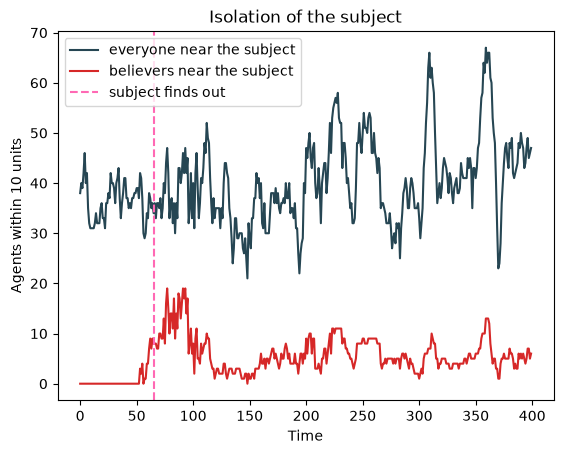 Isolation of the subject
everyone near the subject
believers near the subject
subject finds out
Agents within 10 units
70
60
50
40
30
20
10
0
0 50 100 150 200 250 300 350 400
Time